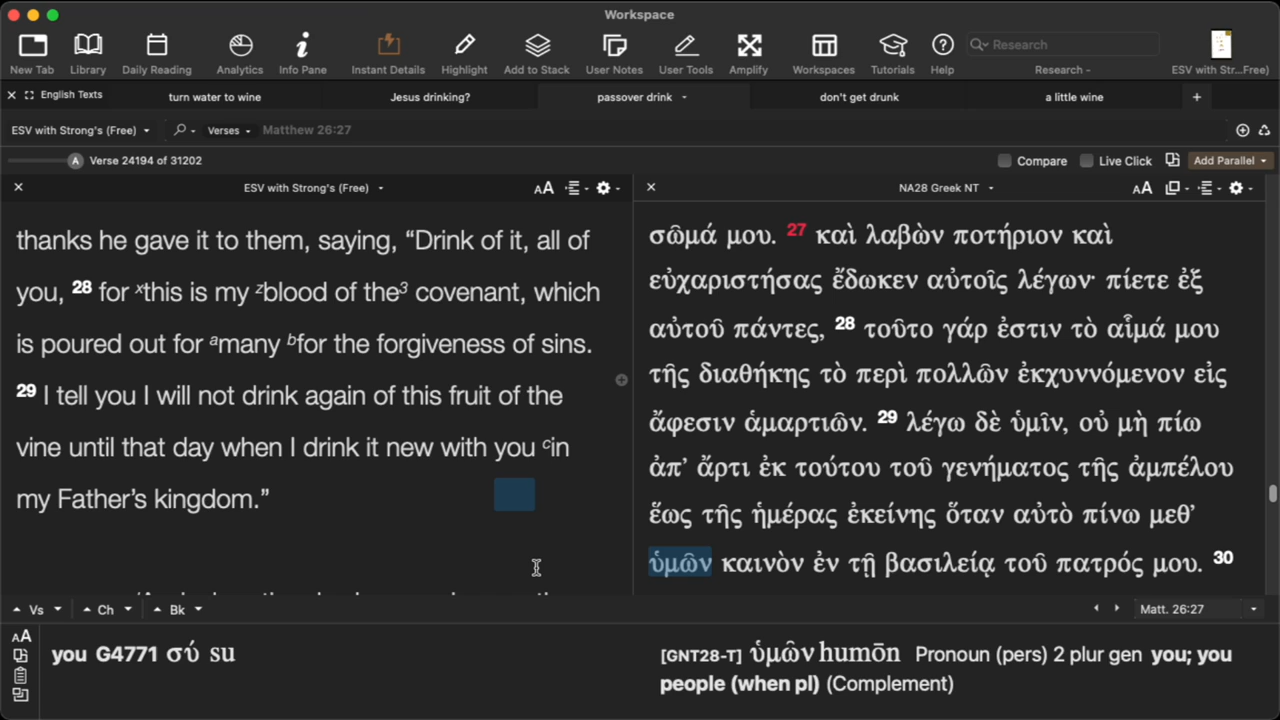 Workspace
New Tab Library Daily Reading Analytics Info Pane Instant Details Highlight Add to Stack User Notes User Tools Amplify Workspaces Tutorials Help Research Research ESV with Str...Free)
English Texts turn water to wine Jesus drinking? passover drink don't get drunk a little wine
ESV with Strong's (Free) Verses Matthew 26:27
A Verse 24194 of 31202 Compare Live Click Add Parallel
ESV with Strong's (Free)
thanks he gave it to them, saying, “Drink of it, all of
you, 28 for xthis is my zblood of the3 covenant, which
is poured out for amany bfor the forgiveness of sins.
29 I tell you I will not drink again of this fruit of the
vine until that day when I drink it new with you cin
my Father’s kingdom.”
NA28 Greek NT
σῶμά μου. 27 καὶ λαβὼν ποτήριον καὶ
εὐχαριστήσας ἔδωκεν αὐτοῖς λέγων· πίετε ἐξ
αὐτοῦ πάντες, 28 τοῦτο γάρ ἐστιν τὸ αἷμά μου
τῆς διαθήκης τὸ περὶ πολλῶν ἐκχυννόμενον εἰς
ἄφεσιν ἁμαρτιῶν. 29 λέγω δὲ ὑμῖν, οὐ μὴ πίω
ἀπ’ ἄρτι ἐκ τούτου τοῦ γενήματος τῆς ἀμπέλου
ἕως τῆς ἡμέρας ἐκείνης ὅταν αὐτὸ πίνω μεθ’
ὑμῶν καινὸν ἐν τῇ βασιλείᾳ τοῦ πατρός μου. 30
Vs Ch Bk Matt. 26:27
you G4771 σύ su
[GNT28-T] ὑμῶν humōn Pronoun (pers) 2 plur gen you; you
people (when pl) (Complement)